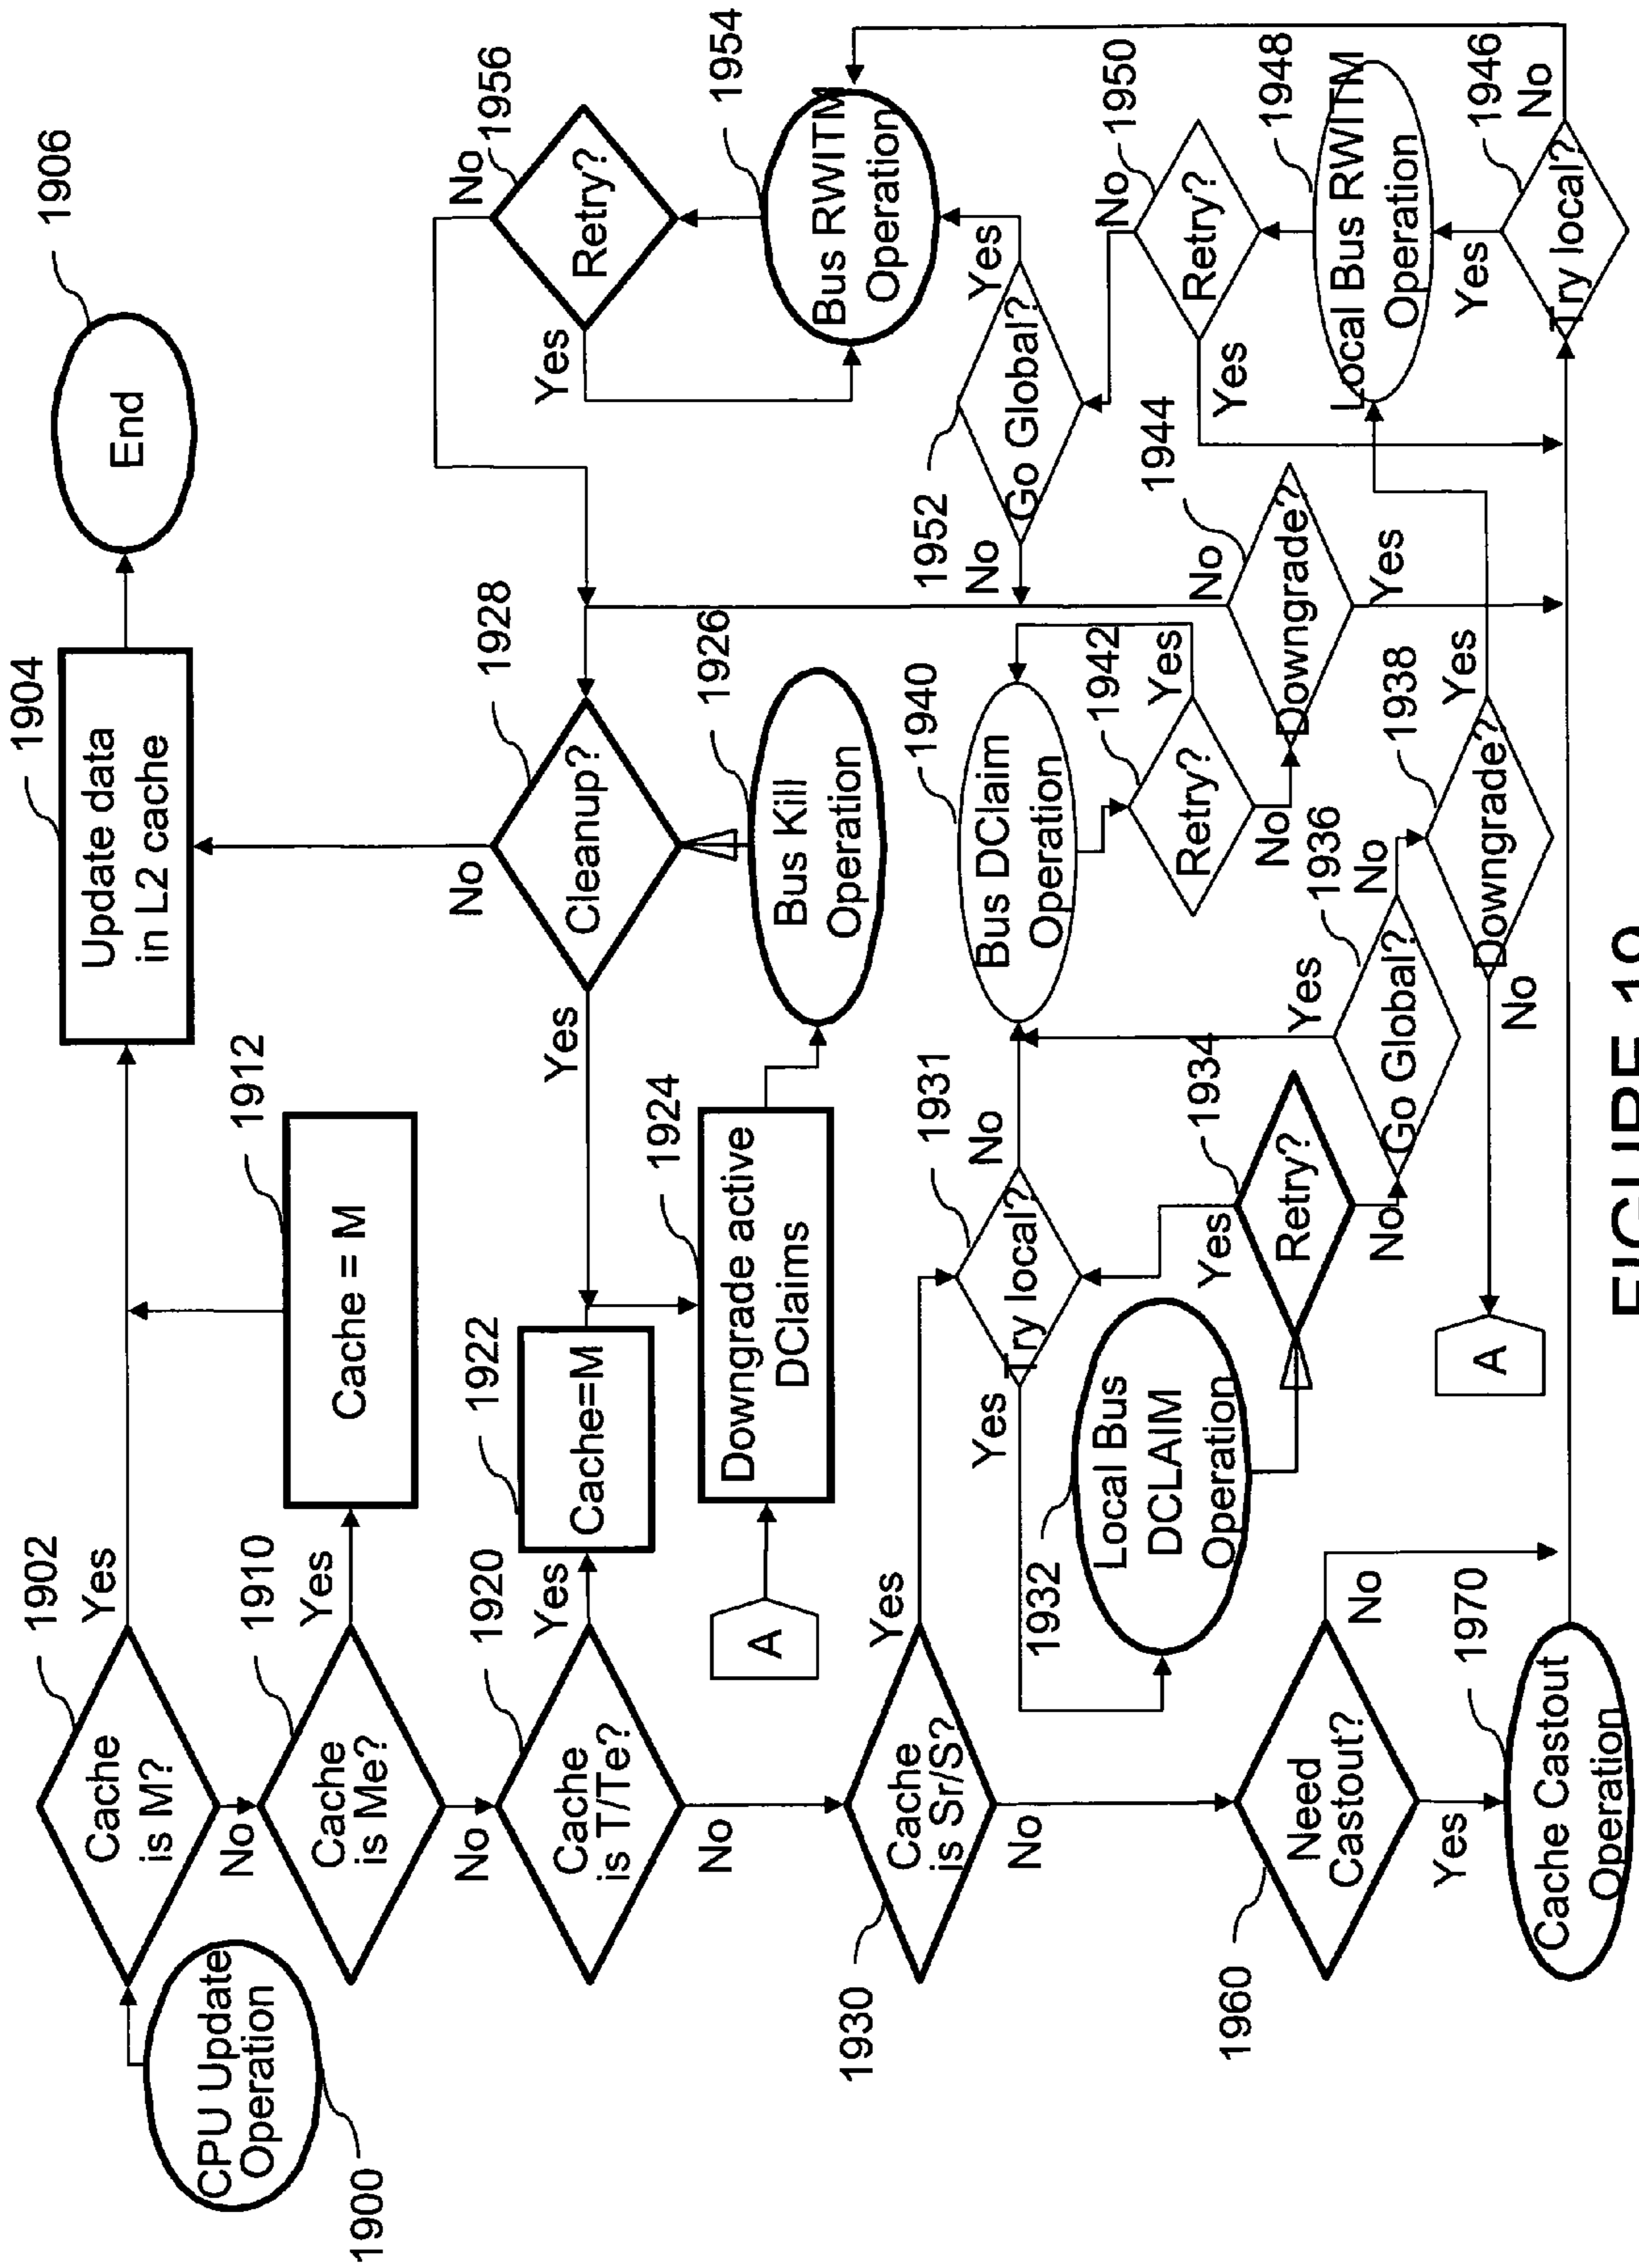 1900
CPU Update
Operation
1902
Cache
is M?
Yes
No
1904
Update data
in L2 cache
1906
End
1910
Cache
is Me?
Yes
No
1912
Cache = M
1920
Cache
is T/Te?
Yes
No
1922
Cache=M
1924
Downgrade active
DClaims
A
1926
Bus Kill
Operation
1928
Cleanup?
Yes
No
1930
Cache
is Sr/S?
Yes
No
1931
Try local?
Yes
No
1932
Local Bus
DCLAIM
Operation
1934
Retry?
Yes
No
1936
Go Global?
Yes
No
1938
Downgrade?
Yes
No
A
1940
Bus DClaim
Operation
1942
Retry?
Yes
No
1944
Downgrade?
No
Yes
1946
Try local?
Yes
No
1948
Local Bus RWITM
Operation
1950
Retry?
No
Yes
1952
Go Global?
Yes
No
1954
Bus RWITM
Operation
1956
Retry?
No
Yes
1960
Need
Castout?
No
Yes
1970
Cache Castout
Operation
FIGURE 19